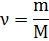 ν = m/M